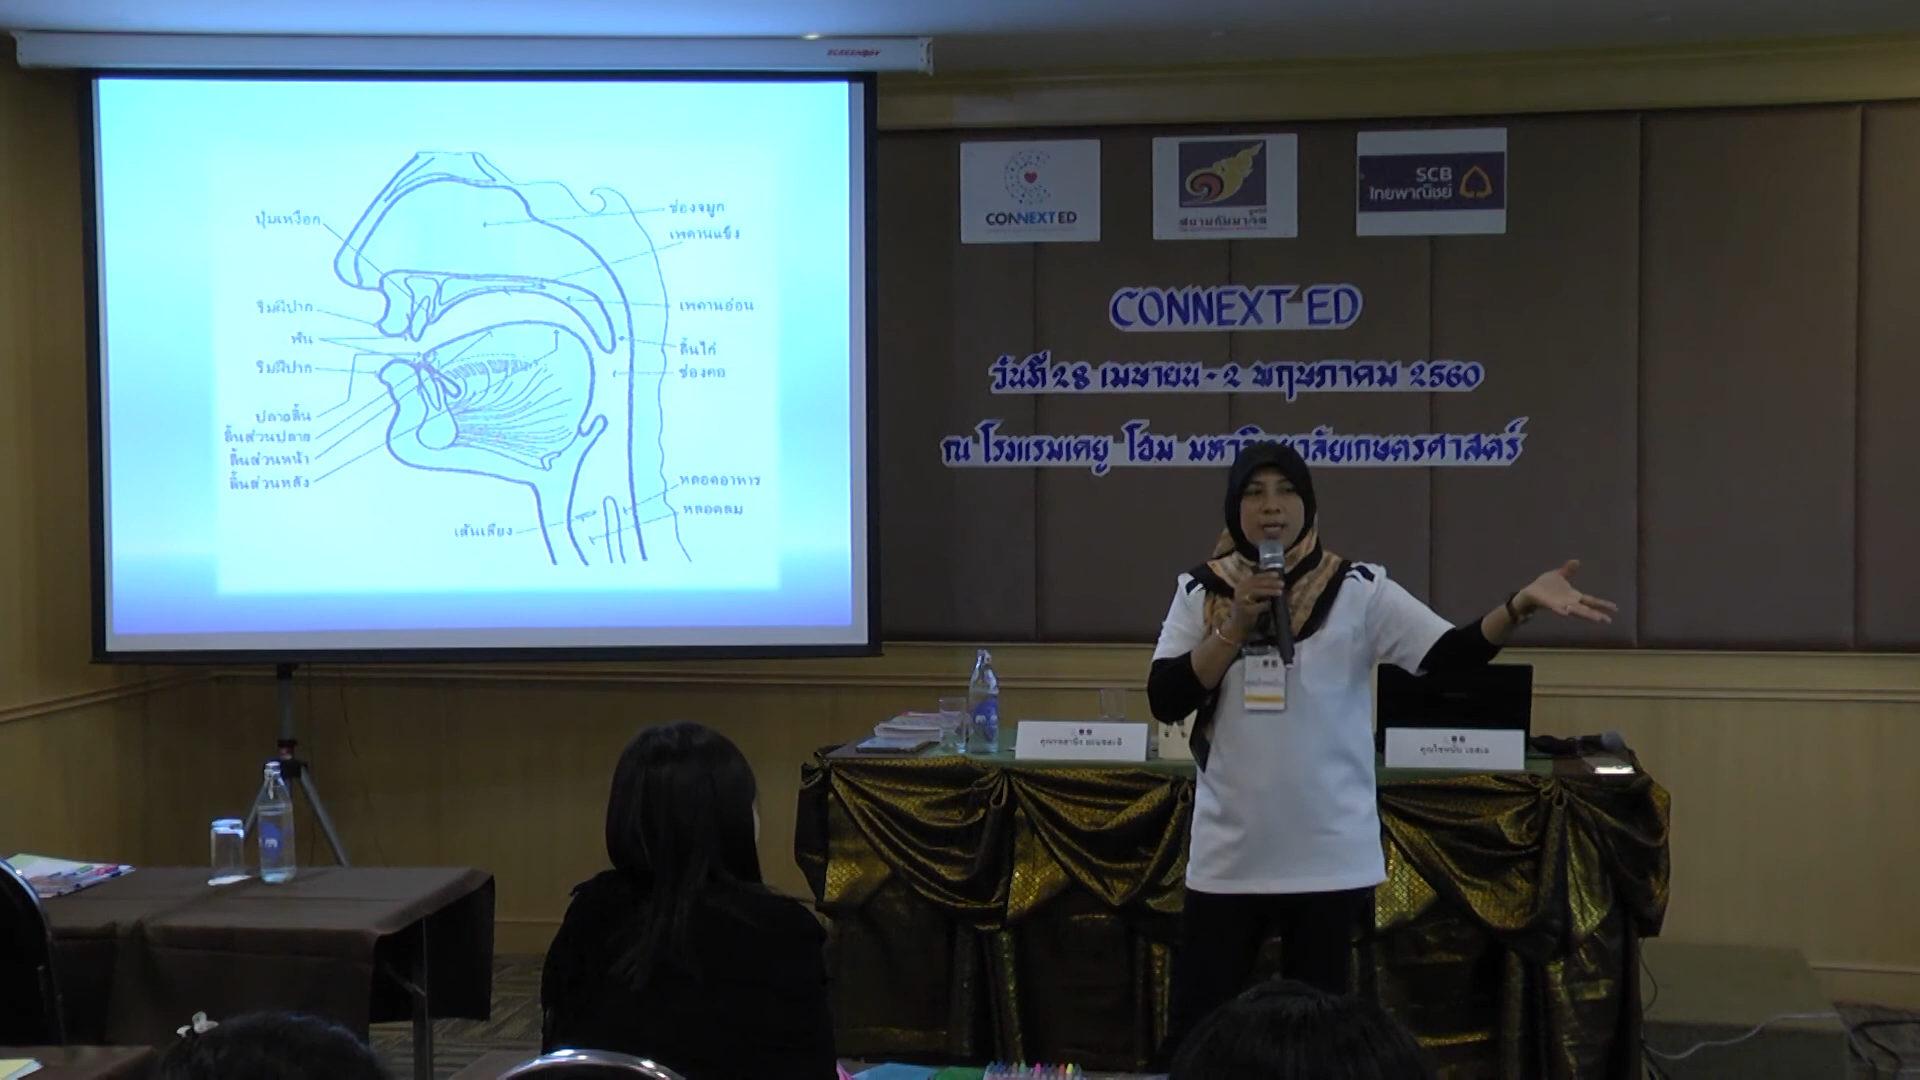 SCREENBOY
ปุ่มเหงือก
ริมฝีปาก
ฟัน
ริมฝีปาก
ปลายลิ้น
ลิ้นส่วนปลาย
ลิ้นส่วนหน้า
ลิ้นส่วนหลัง
เส้นเสียง
ช่องจมูก
เพดานแข็ง
เพดานอ่อน
ลิ้นไก่
ช่องคอ
หลอดอาหาร
หลอดลม
CONNEXT ED
มูลนิธิ
สยามกัมมาจล
SCB
ไทยพาณิชย์
CONNEXT ED
วันที่ 28 เมษายน - 2 พฤษภาคม 2560
ณ โรงแรมเคยู โฮม มหาวิทยาลัยเกษตรศาสตร์